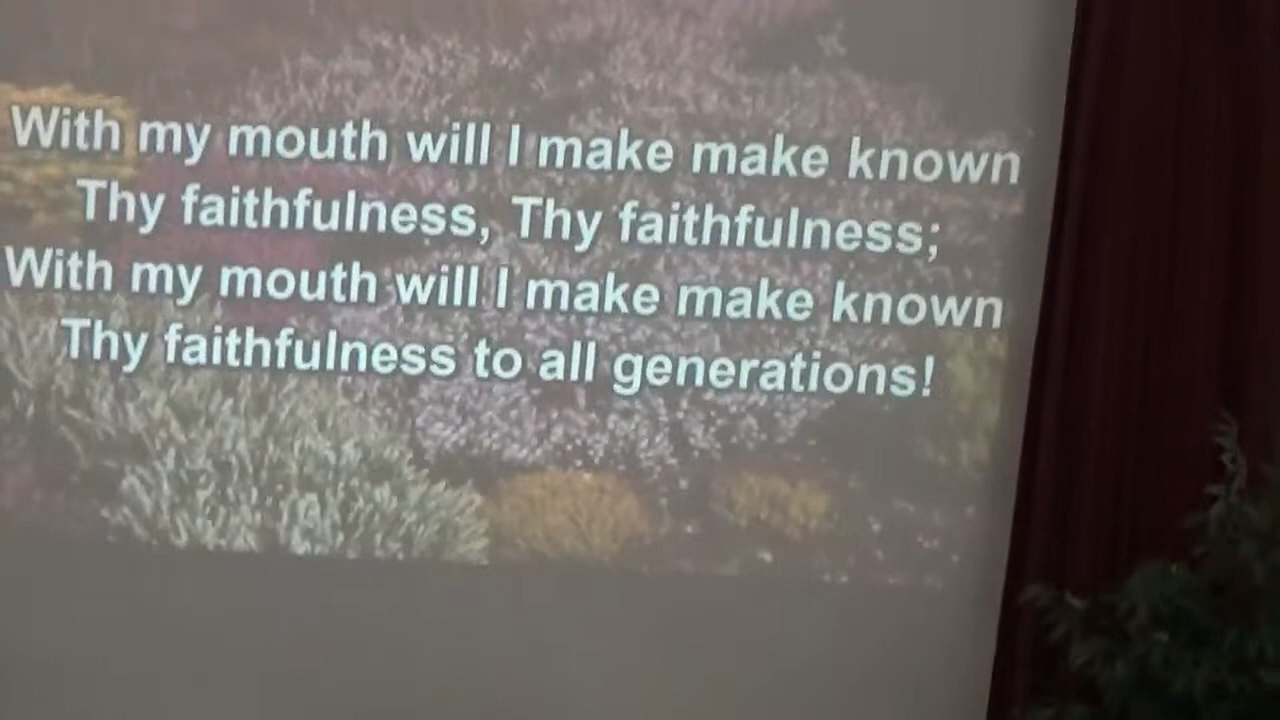 With my mouth will I make make known
Thy faithfulness, Thy faithfulness;
With my mouth will I make make known
Thy faithfulness to all generations!